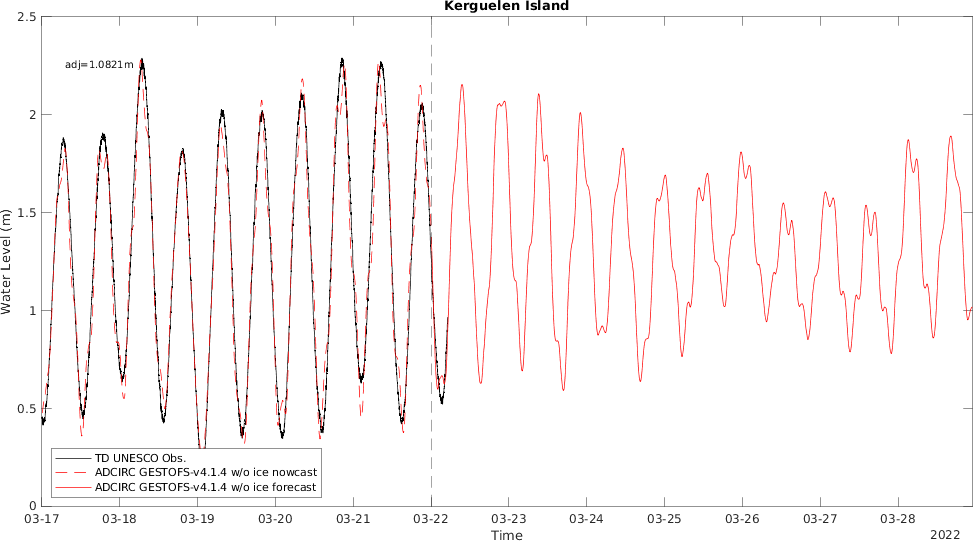 Kerguelen Island
2.5
2
1.5
1
0.5
0
Water Level (m)
adj=1.0821m
TD UNESCO Obs.
ADCIRC GESTOFS-v4.1.4 w/o ice nowcast
ADCIRC GESTOFS-v4.1.4 w/o ice forecast
03-17 03-18 03-19 03-20 03-21 03-22 03-23 03-24 03-25 03-26 03-27 03-28
Time
2022